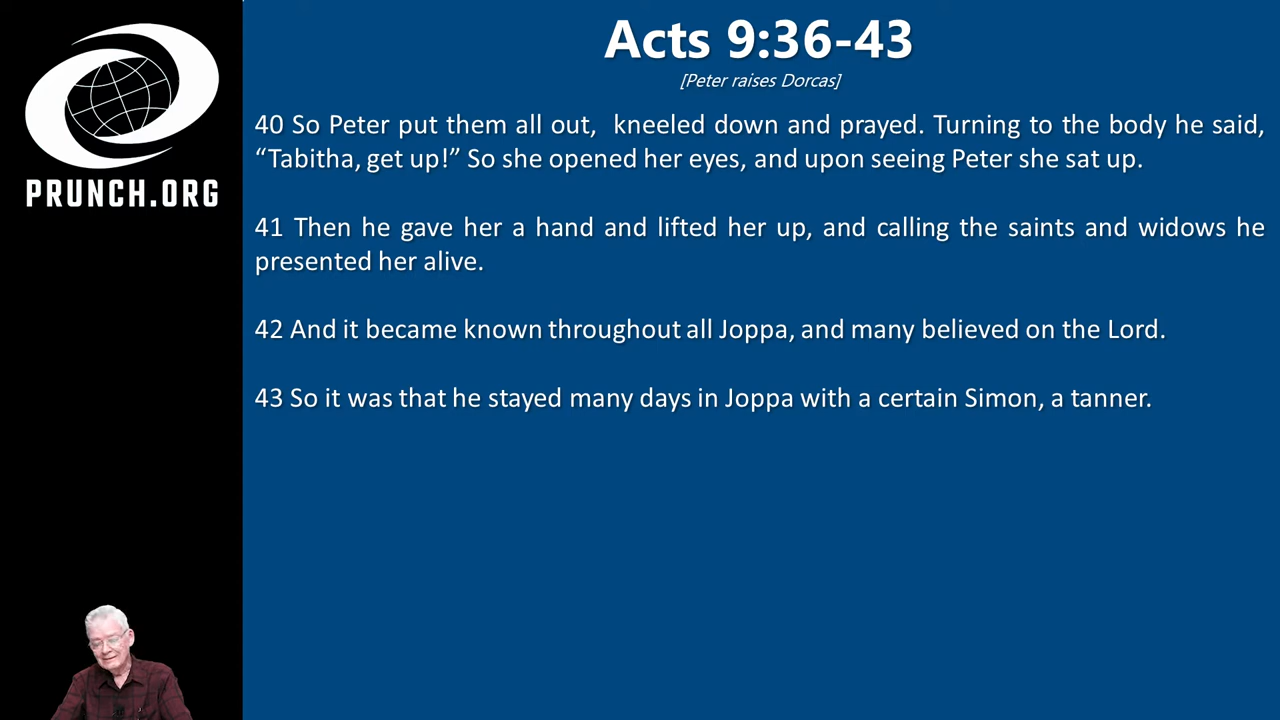 PRUNCH.ORG
Acts 9:36-43
[Peter raises Dorcas]
40 So Peter put them all out,  kneeled down and prayed. Turning to the body he said,
“Tabitha, get up!” So she opened her eyes, and upon seeing Peter she sat up.
41 Then he gave her a hand and lifted her up, and calling the saints and widows he
presented her alive.
42 And it became known throughout all Joppa, and many believed on the Lord.
43 So it was that he stayed many days in Joppa with a certain Simon, a tanner.